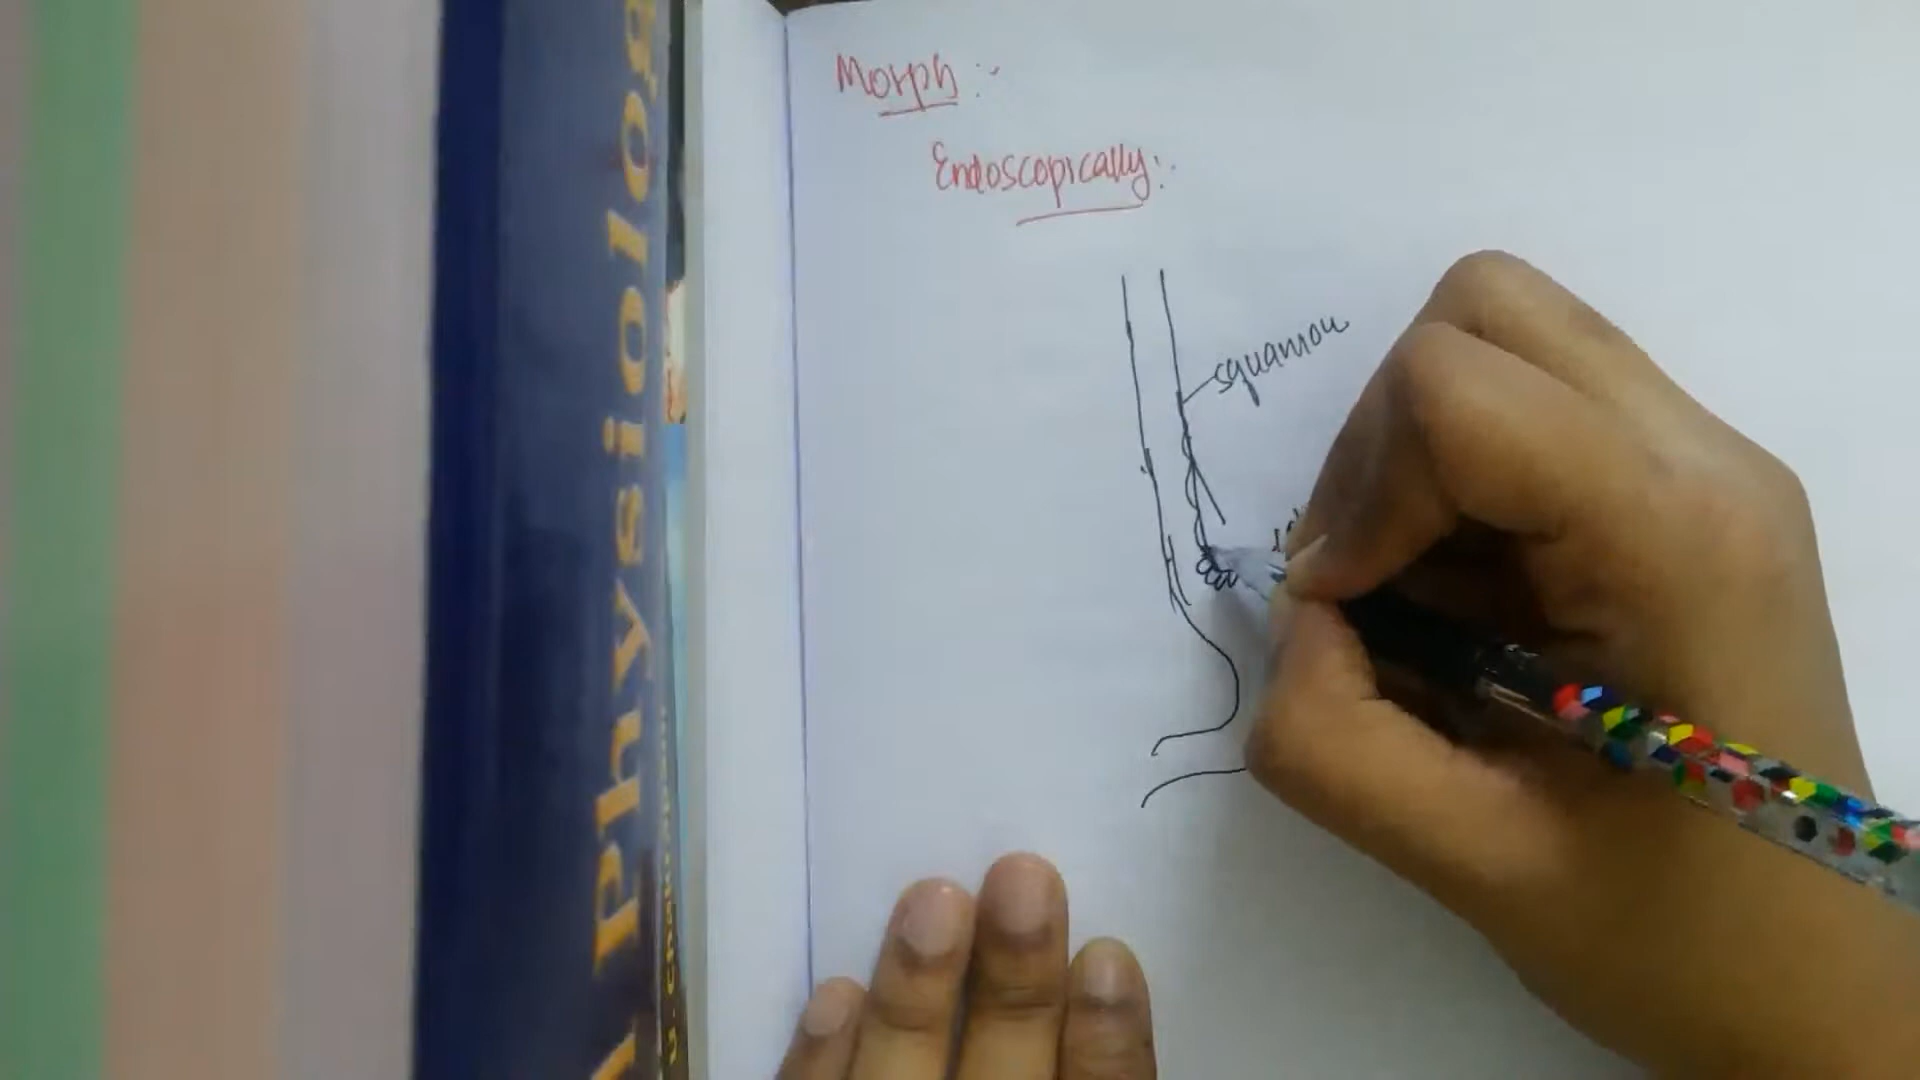 Morph :-
Endoscopically :-
squamou
Physiolog